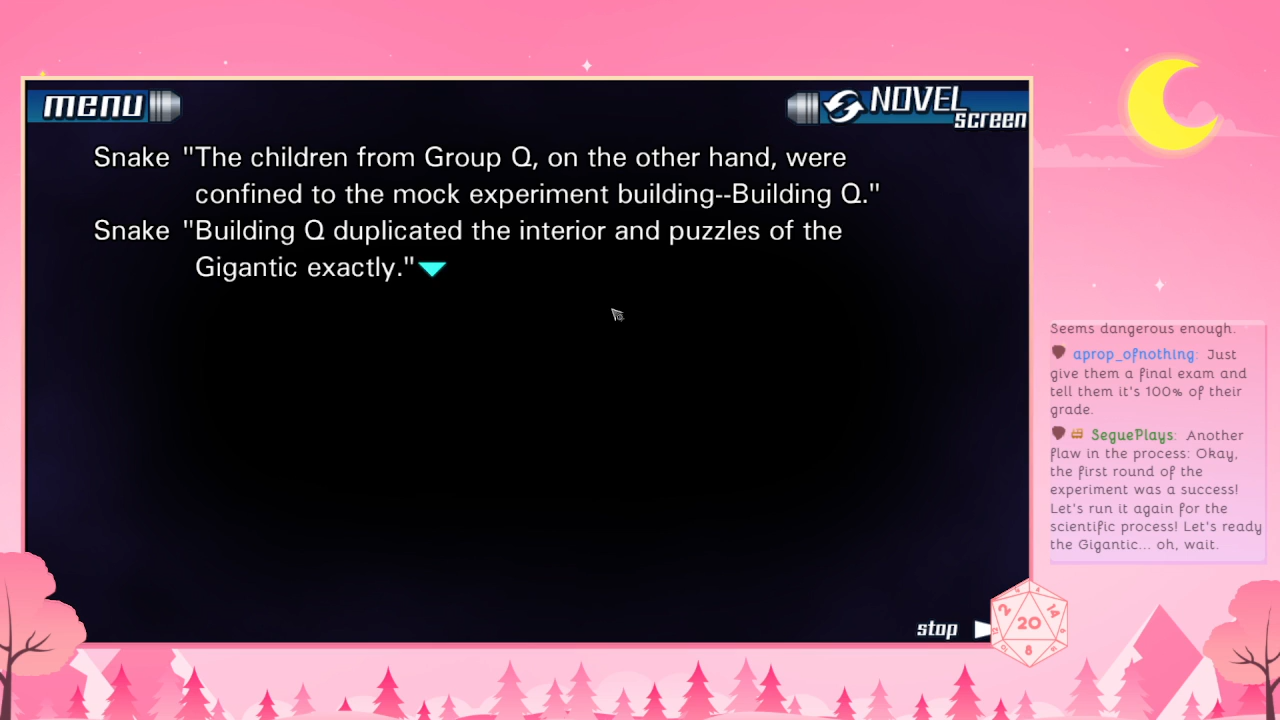 menu
NOVEL
screen
Snake "The children from Group Q, on the other hand, were
confined to the mock experiment building--Building Q."
Snake "Building Q duplicated the interior and puzzles of the
Gigantic exactly."
Seems dangerous enough.
aprop_ofnothing: Just
give them a final exam and
tell them it's 100% of their
grade.
SeguePlays: Another
flaw in the process: Okay,
the first round of the
experiment was a success!
Let's run it again for the
scientific process! Let's ready
the Gigantic... oh, wait.
stop
2
14
20
8